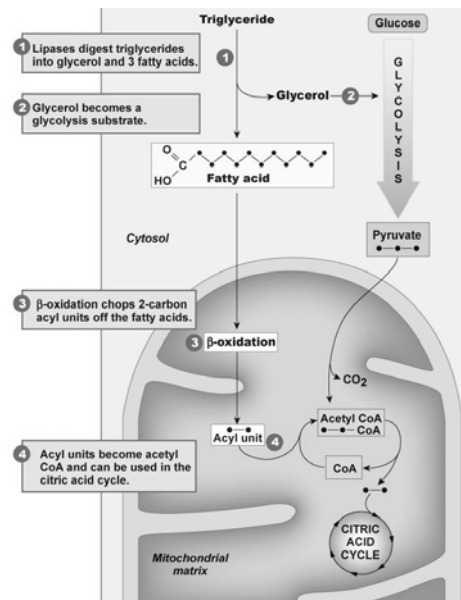 Triglyceride
Glucose
1 Lipases digest triglycerides
into glycerol and 3 fatty acids.
1
2 Glycerol becomes a
glycolysis substrate.
Glycerol 2
GLYCOLYSIS
O
C
HO
Fatty acid
Cytosol
Pyruvate
3 β-oxidation chops 2-carbon
acyl units off the fatty acids.
3 β-oxidation
CO2
Acyl unit 4
Acetyl CoA
CoA
CoA
4 Acyl units become acetyl
CoA and can be used in the
citric acid cycle.
CITRIC
ACID
CYCLE
Mitochondrial
matrix